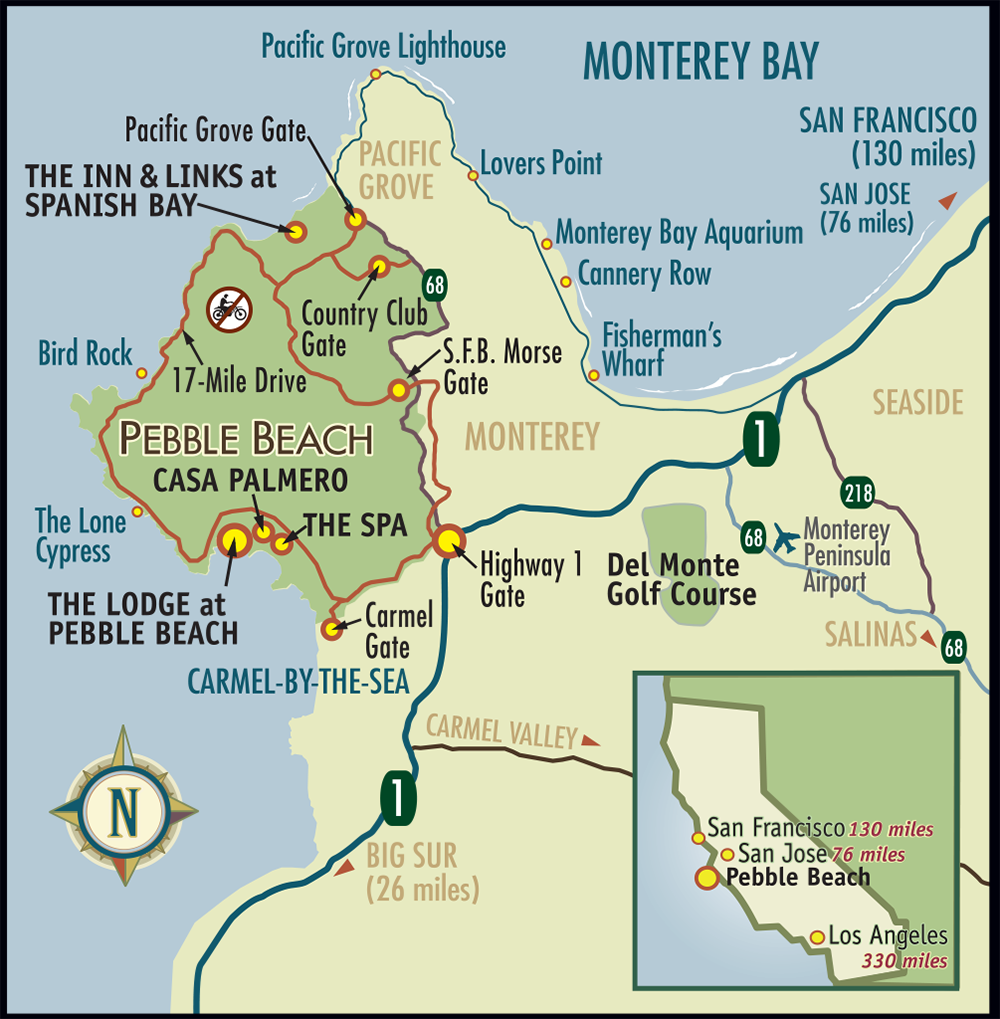 Pacific Grove Lighthouse
MONTEREY BAY
SAN FRANCISCO
(130 miles)
Pacific Grove Gate
PACIFIC
GROVE
Lovers Point
THE INN & LINKS at
SPANISH BAY
SAN JOSE
(76 miles)
Monterey Bay Aquarium
Cannery Row
68
Country Club
Gate
Fisherman's
Wharf
Bird Rock
S.F.B. Morse
Gate
17-Mile Drive
SEASIDE
PEBBLE BEACH
MONTEREY
1
CASA PALMERO
218
The Lone
Cypress
THE SPA
68
Monterey
Peninsula
Airport
Highway 1
Gate
Del Monte
Golf Course
THE LODGE at
PEBBLE BEACH
Carmel
Gate
SALINAS
68
CARMEL-BY-THE-SEA
CARMEL VALLEY
N
1
BIG SUR
(26 miles)
San Francisco 130 miles
San Jose 76 miles
Pebble Beach
Los Angeles
330 miles